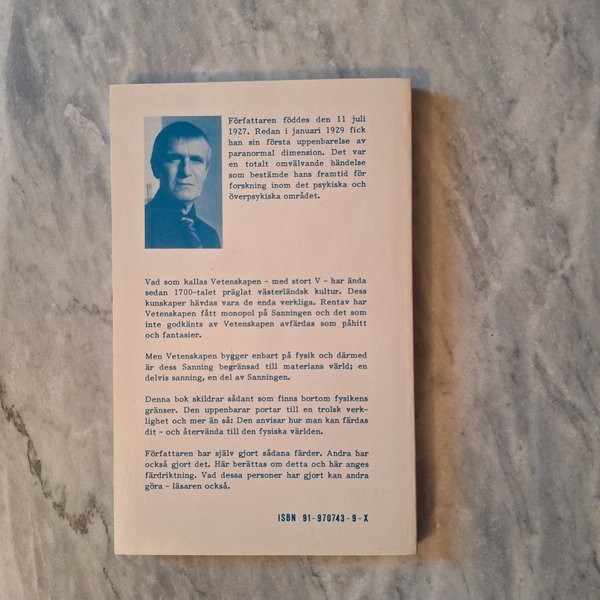 Författaren föddes den 11 juli
1927. Redan i januari 1929 fick
han sin första uppenbarelse av
paranormal dimension. Det var
en totalt omvälvande händelse
som bestämde hans framtid för
forskning inom det psykiska och
överpsykiska området.
Vad som kallas Vetenskapen - med stort V - har ända
sedan 1700-talet präglat västerländsk kultur. Dess
kunskaper hävdas vara de enda verkliga. Rentav har
Vetenskapen fått monopol på Sanningen och det som
inte godkänts av Vetenskapen avfärdas som påhitt
och fantasier.
Men Vetenskapen bygger enbart på fysik och därmed
är dess Sanning begränsad till materians värld; en
delvis sanning, en del av Sanningen.
Denna bok skildrar sådant som finns bortom fysikens
gränser. Den uppenbarar portar till en trolsk verk-
lighet och mer än så: Den anvisar hur man kan färdas
dit - och återvända till den fysiska världen.
Författaren har själv gjort sådana färder. Andra har
också gjort det. Här berättas om detta och här anges
färdriktning. Vad dessa personer har gjort kan andra
göra - läsaren också.
ISBN 91-970743-9-X